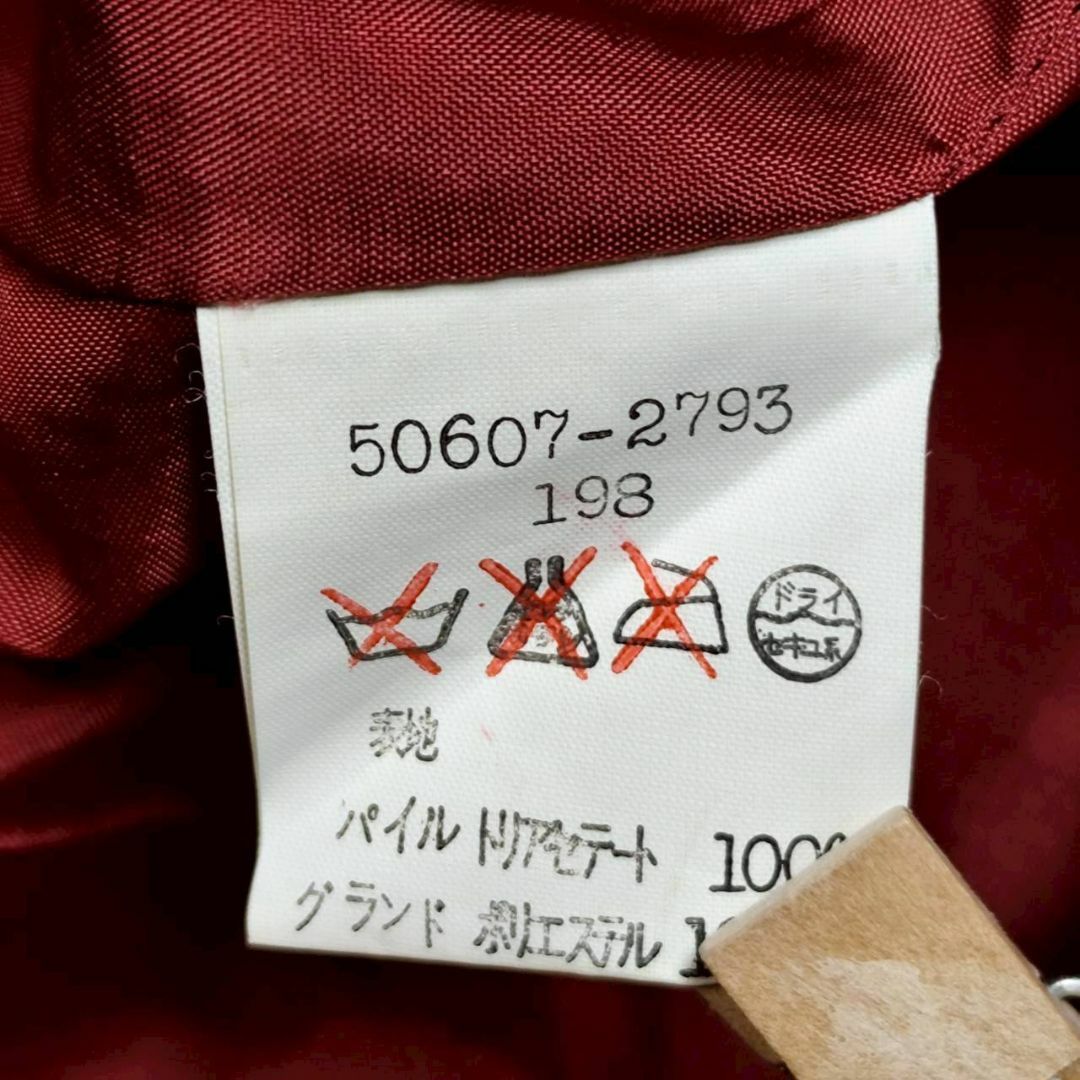 50607-2793
198
ドライ
セキユ系
表地
パイル トリアセテート 100
グランド ポリエステル